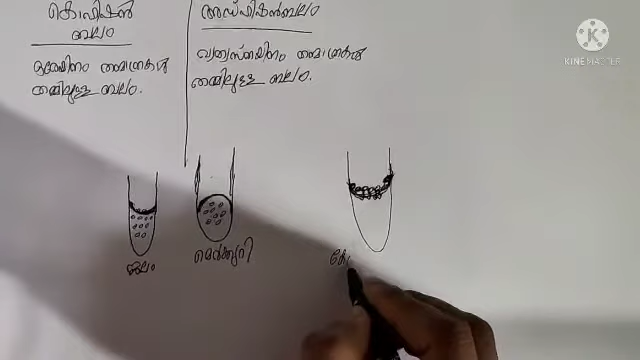 കൊഹിഷൻ
ബലം
ഒരേയിനം തന്മാത്രകൾ
തമ്മിലുള്ള ബലം.
അഡ്ഹിഷൻബലം
വ്യത്യസ്തയിനം തന്മാത്രകൾ
തമ്മിലുള്ള ബലം.
ജലം
മെർക്കുറി
KINEMASTER